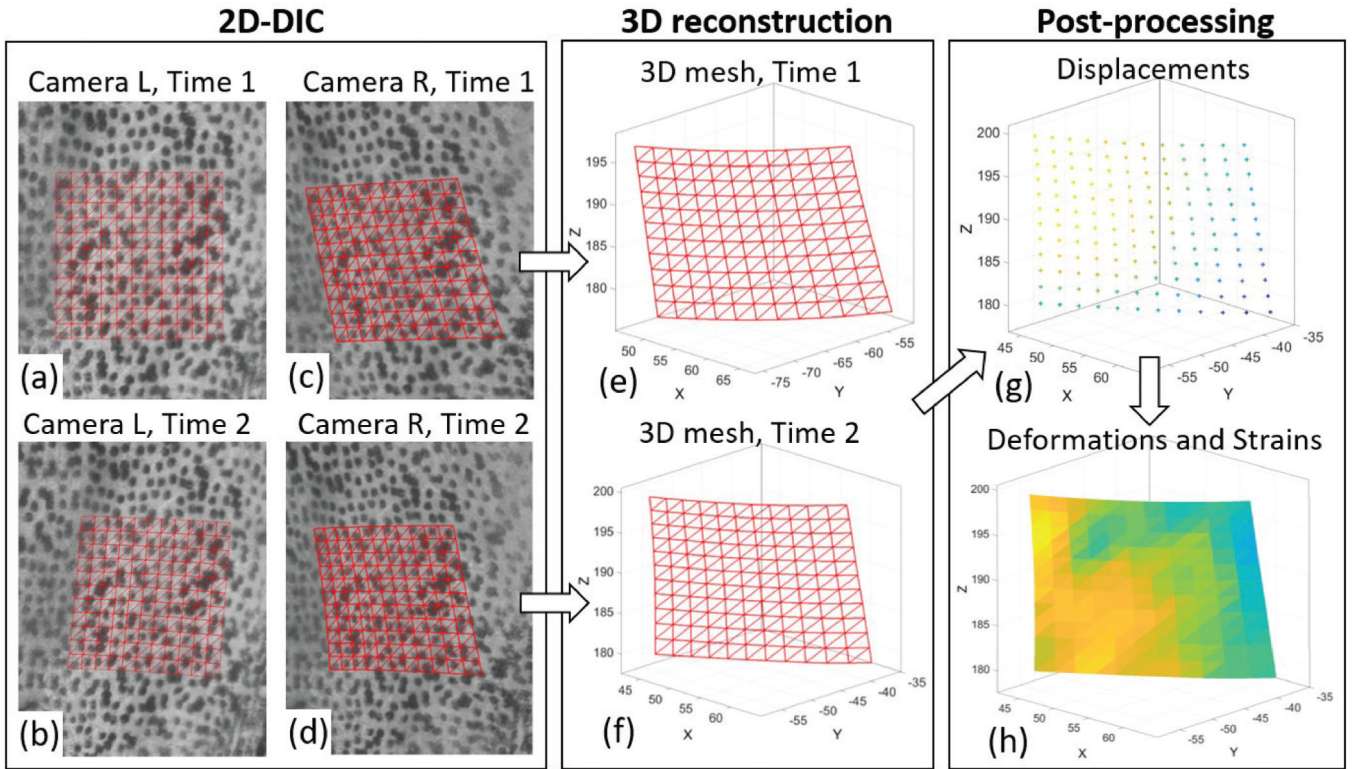 2D-DIC
3D reconstruction
Post-processing
Camera L, Time 1
Camera R, Time 1
(a)
(c)
Camera L, Time 2
Camera R, Time 2
(b)
(d)
3D mesh, Time 1
195
190
185
180
Z
50
55
60
65
X
-75
-70
-65
-60
-55
Y
(e)
3D mesh, Time 2
200
195
190
185
180
Z
45
50
55
60
X
-55
-50
-45
-40
-35
Y
(f)
Displacements
200
195
190
185
180
Z
45
50
55
60
X
-55
-50
-45
-40
-35
Y
(g)
Deformations and Strains
200
195
190
185
180
Z
45
50
55
60
X
-55
-50
-45
-40
-35
Y
(h)